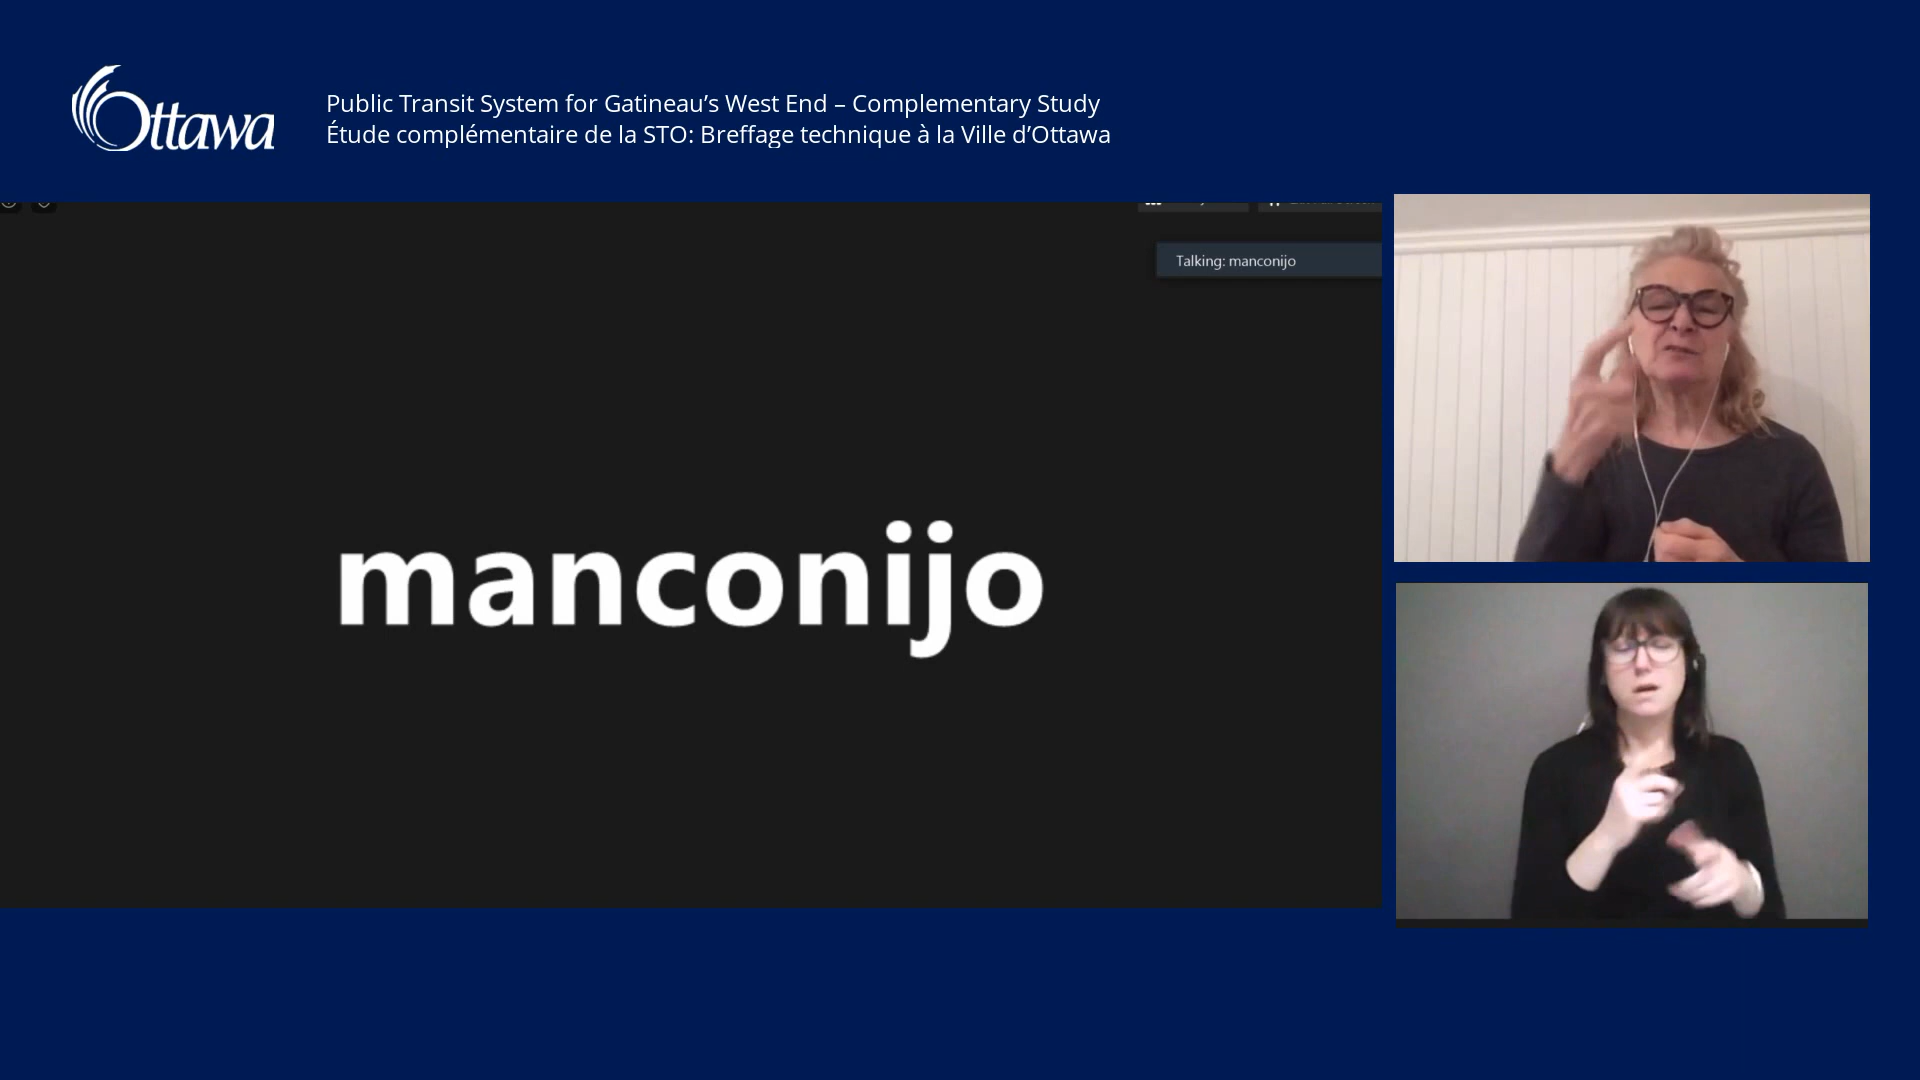 Ottawa
Public Transit System for Gatineau’s West End – Complementary Study
Étude complémentaire de la STO: Breffage technique à la Ville d’Ottawa
Talking: manconijo
manconijo